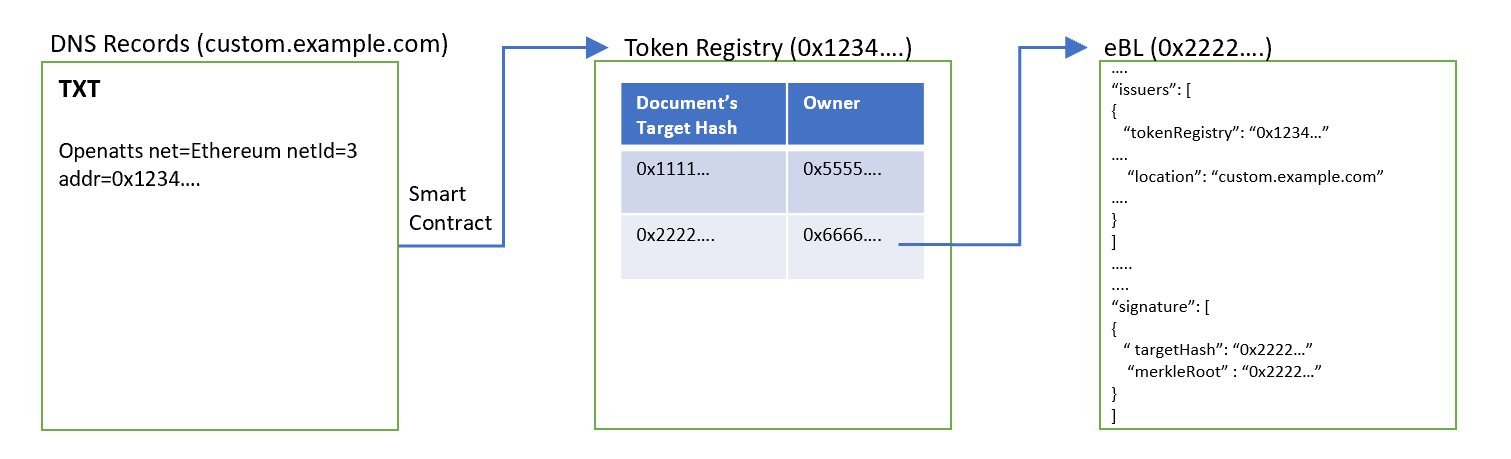 DNS Records (custom.example.com)
TXT
Openatts net=Ethereum netId=3
addr=0x1234....
Smart
Contract
Token Registry (0x1234....)
Document’s
Target Hash
Owner
0x1111...
0x5555....
0x2222....
0x6666....
eBL (0x2222....)
....
“issuers”: [
{
“tokenRegistry”: “0x1234...”
....
“location”: “custom.example.com”
....
}
]
.....
....
“signature”: [
{
“ targetHash”: “0x2222...”
“merkleRoot” : “0x2222...”
}
]